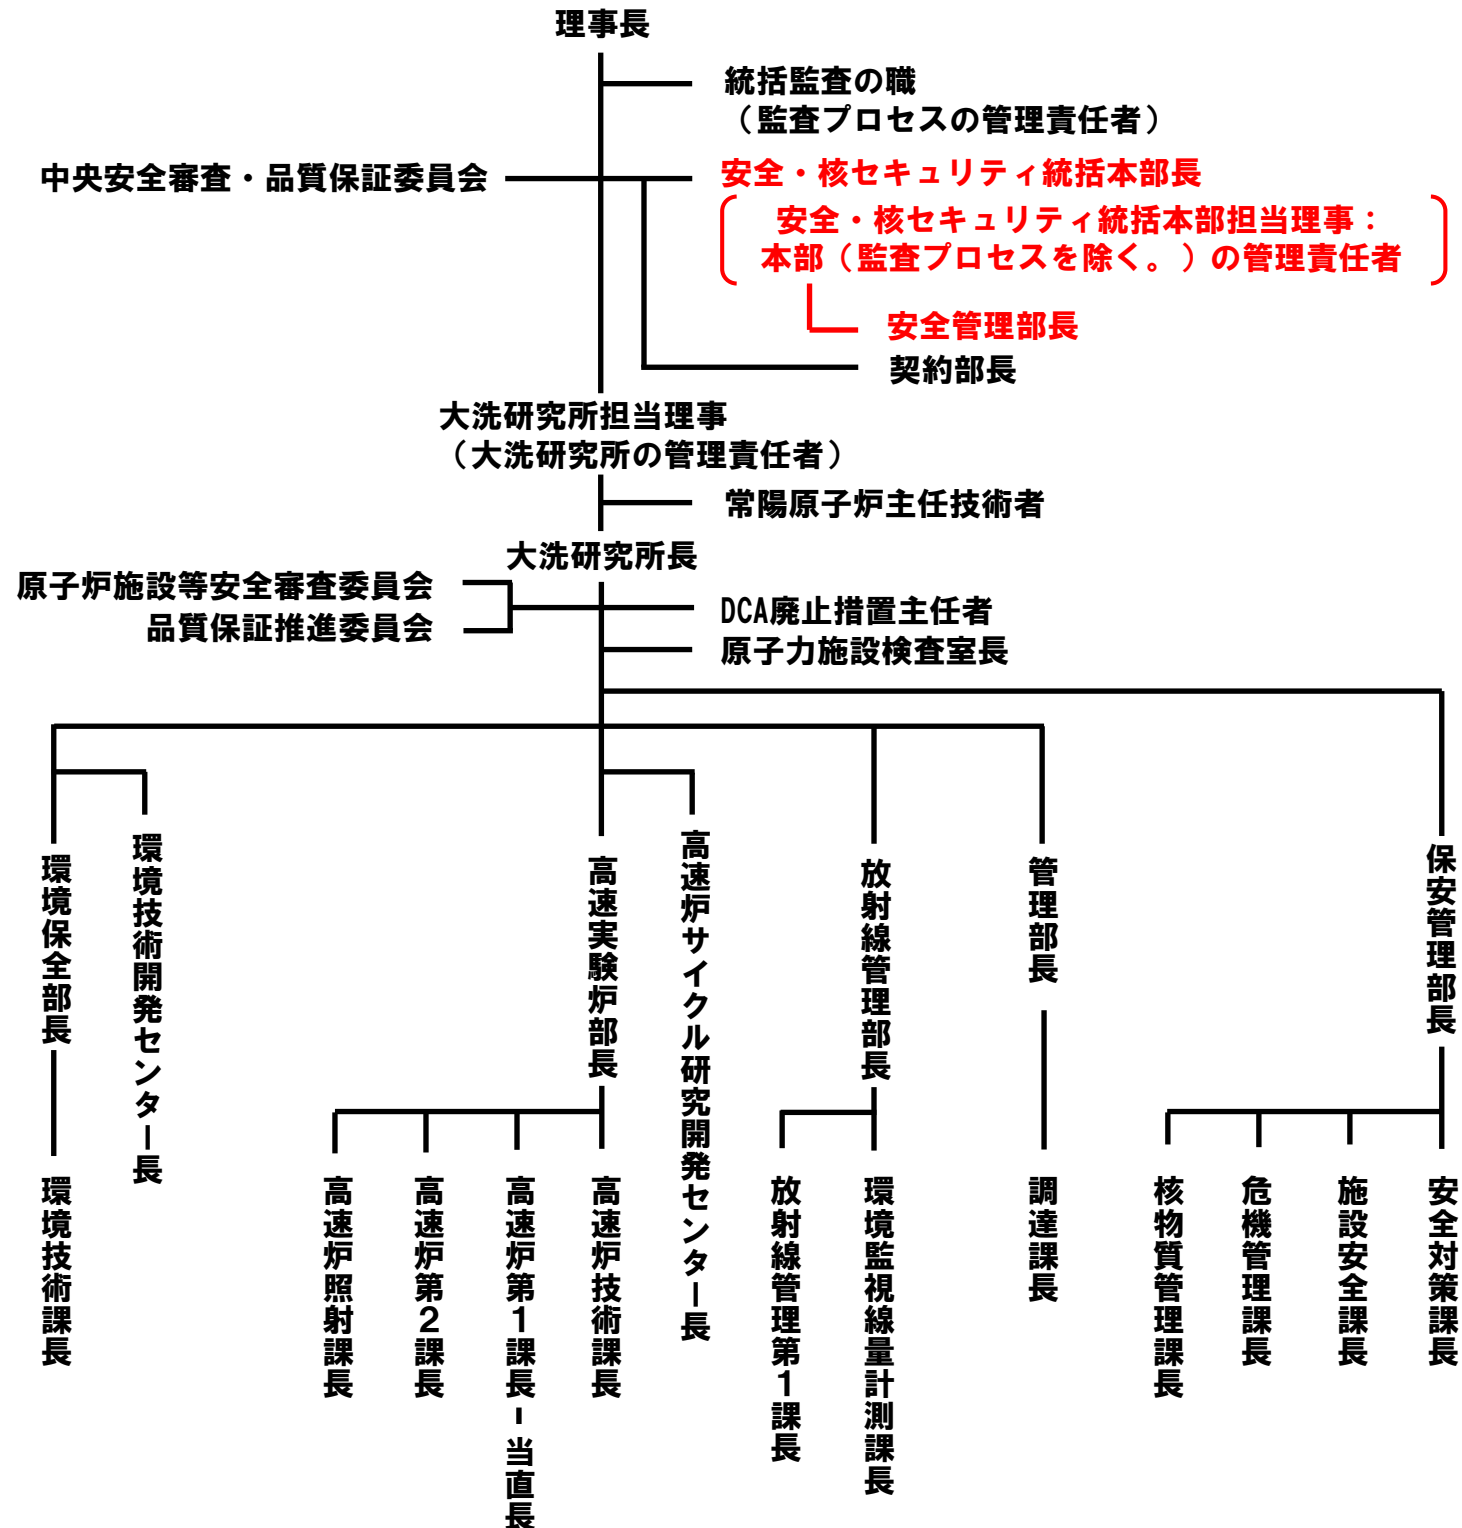 理事長
統括監査の職
（監査プロセスの管理責任者）
中央安全審査・品質保証委員会
安全・核セキュリティ統括本部長
安全・核セキュリティ統括本部担当理事：
本部（監査プロセスを除く。）の管理責任者
安全管理部長
契約部長
大洗研究所担当理事
（大洗研究所の管理責任者）
常陽原子炉主任技術者
大洗研究所長
原子炉施設等安全審査委員会
品質保証推進委員会
DCA廃止措置主任者
原子力施設検査室長
環境保全部長
環境技術開発センター長
高速実験炉部長
高速炉サイクル研究開発センター長
放射線管理部長
管理部長
保安管理部長
環境技術課長
高速炉照射課長
高速炉第２課長
高速炉第１課長－当直長
高速炉技術課長
放射線管理第１課長
環境監視線量計測課長
調達課長
核物質管理課長
危機管理課長
施設安全課長
安全対策課長